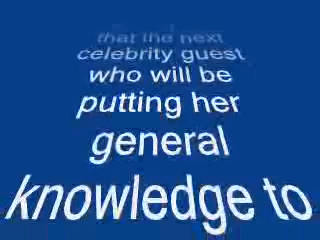 that the next
celebrity guest
who will be
putting her
general
knowledge to